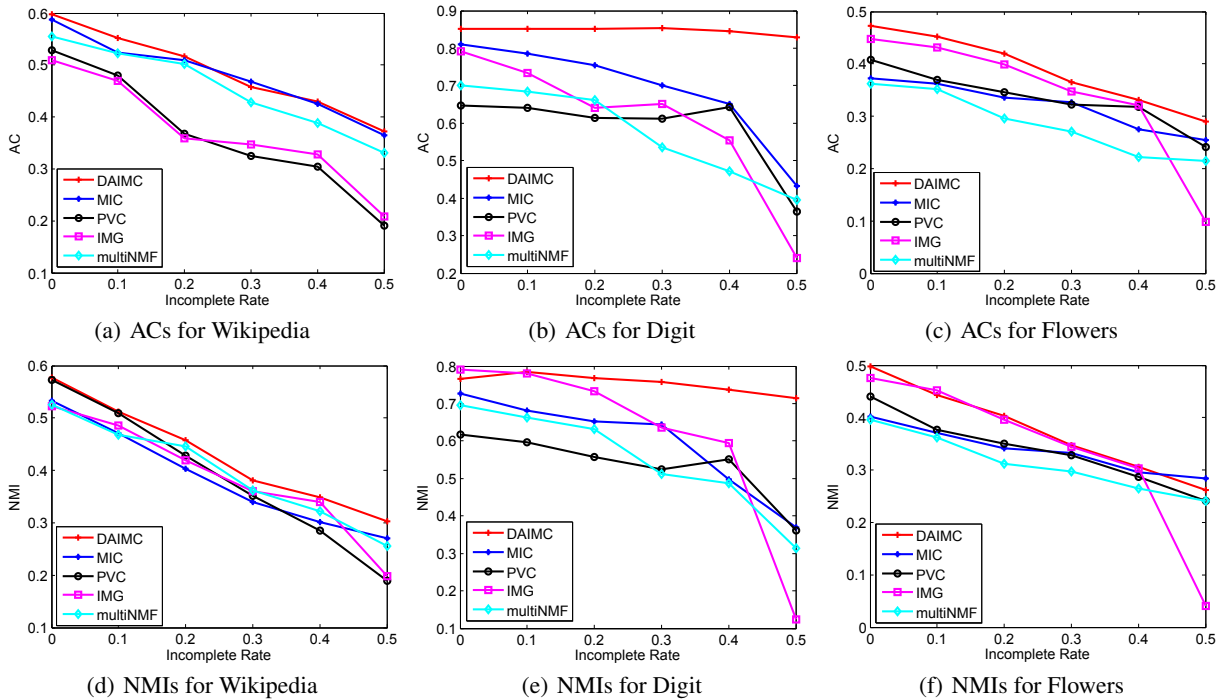 0.6
0.5
0.4
0.3
0.2
0.1
AC
DAIMC
MIC
PVC
IMG
multiNMF
0 0.1 0.2 0.3 0.4 0.5
Incomplete Rate
(a) ACs for Wikipedia
0.9
0.8
0.7
0.6
0.5
0.4
0.3
0.2
AC
DAIMC
MIC
PVC
IMG
multiNMF
0 0.1 0.2 0.3 0.4 0.5
Incomplete Rate
(b) ACs for Digit
0.5
0.4
0.3
0.2
0.1
0
AC
DAIMC
MIC
PVC
IMG
multiNMF
0 0.1 0.2 0.3 0.4 0.5
Incomplete Rate
(c) ACs for Flowers
0.6
0.5
0.4
0.3
0.2
0.1
NMI
DAIMC
MIC
PVC
IMG
multiNMF
0 0.1 0.2 0.3 0.4 0.5
Incomplete Rate
(d) NMIs for Wikipedia
0.8
0.7
0.6
0.5
0.4
0.3
0.2
0.1
NMI
DAIMC
MIC
PVC
IMG
multiNMF
0 0.1 0.2 0.3 0.4 0.5
Incomplete Rate
(e) NMIs for Digit
0.5
0.4
0.3
0.2
0.1
0
NMI
DAIMC
MIC
PVC
IMG
multiNMF
0 0.1 0.2 0.3 0.4 0.5
Incomplete Rate
(f) NMIs for Flowers